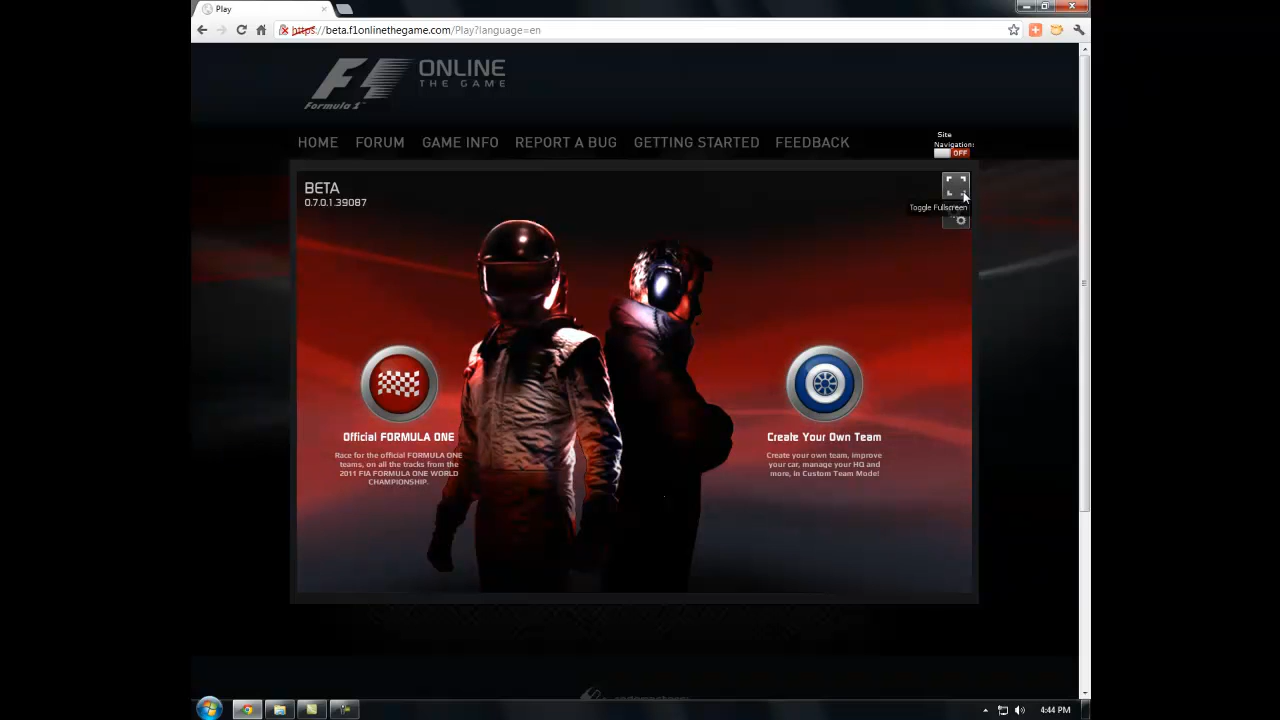 Play
https://beta.f1onlinethegame.com/Play?language=en
F1
Formula 1™
ONLINE
THE GAME
HOME FORUM GAME INFO REPORT A BUG GETTING STARTED FEEDBACK
Site
Navigation:
OFF
BETA
0.7.0.1.39087
Toggle Fullscreen
Official FORMULA ONE
Race for the official FORMULA ONE
teams, on all the tracks from the
2011 FIA FORMULA ONE WORLD
CHAMPIONSHIP.
Create Your Own Team
Create your own team, improve
your car, manage your HQ and
more, in Custom Team Mode!
4:44 PM